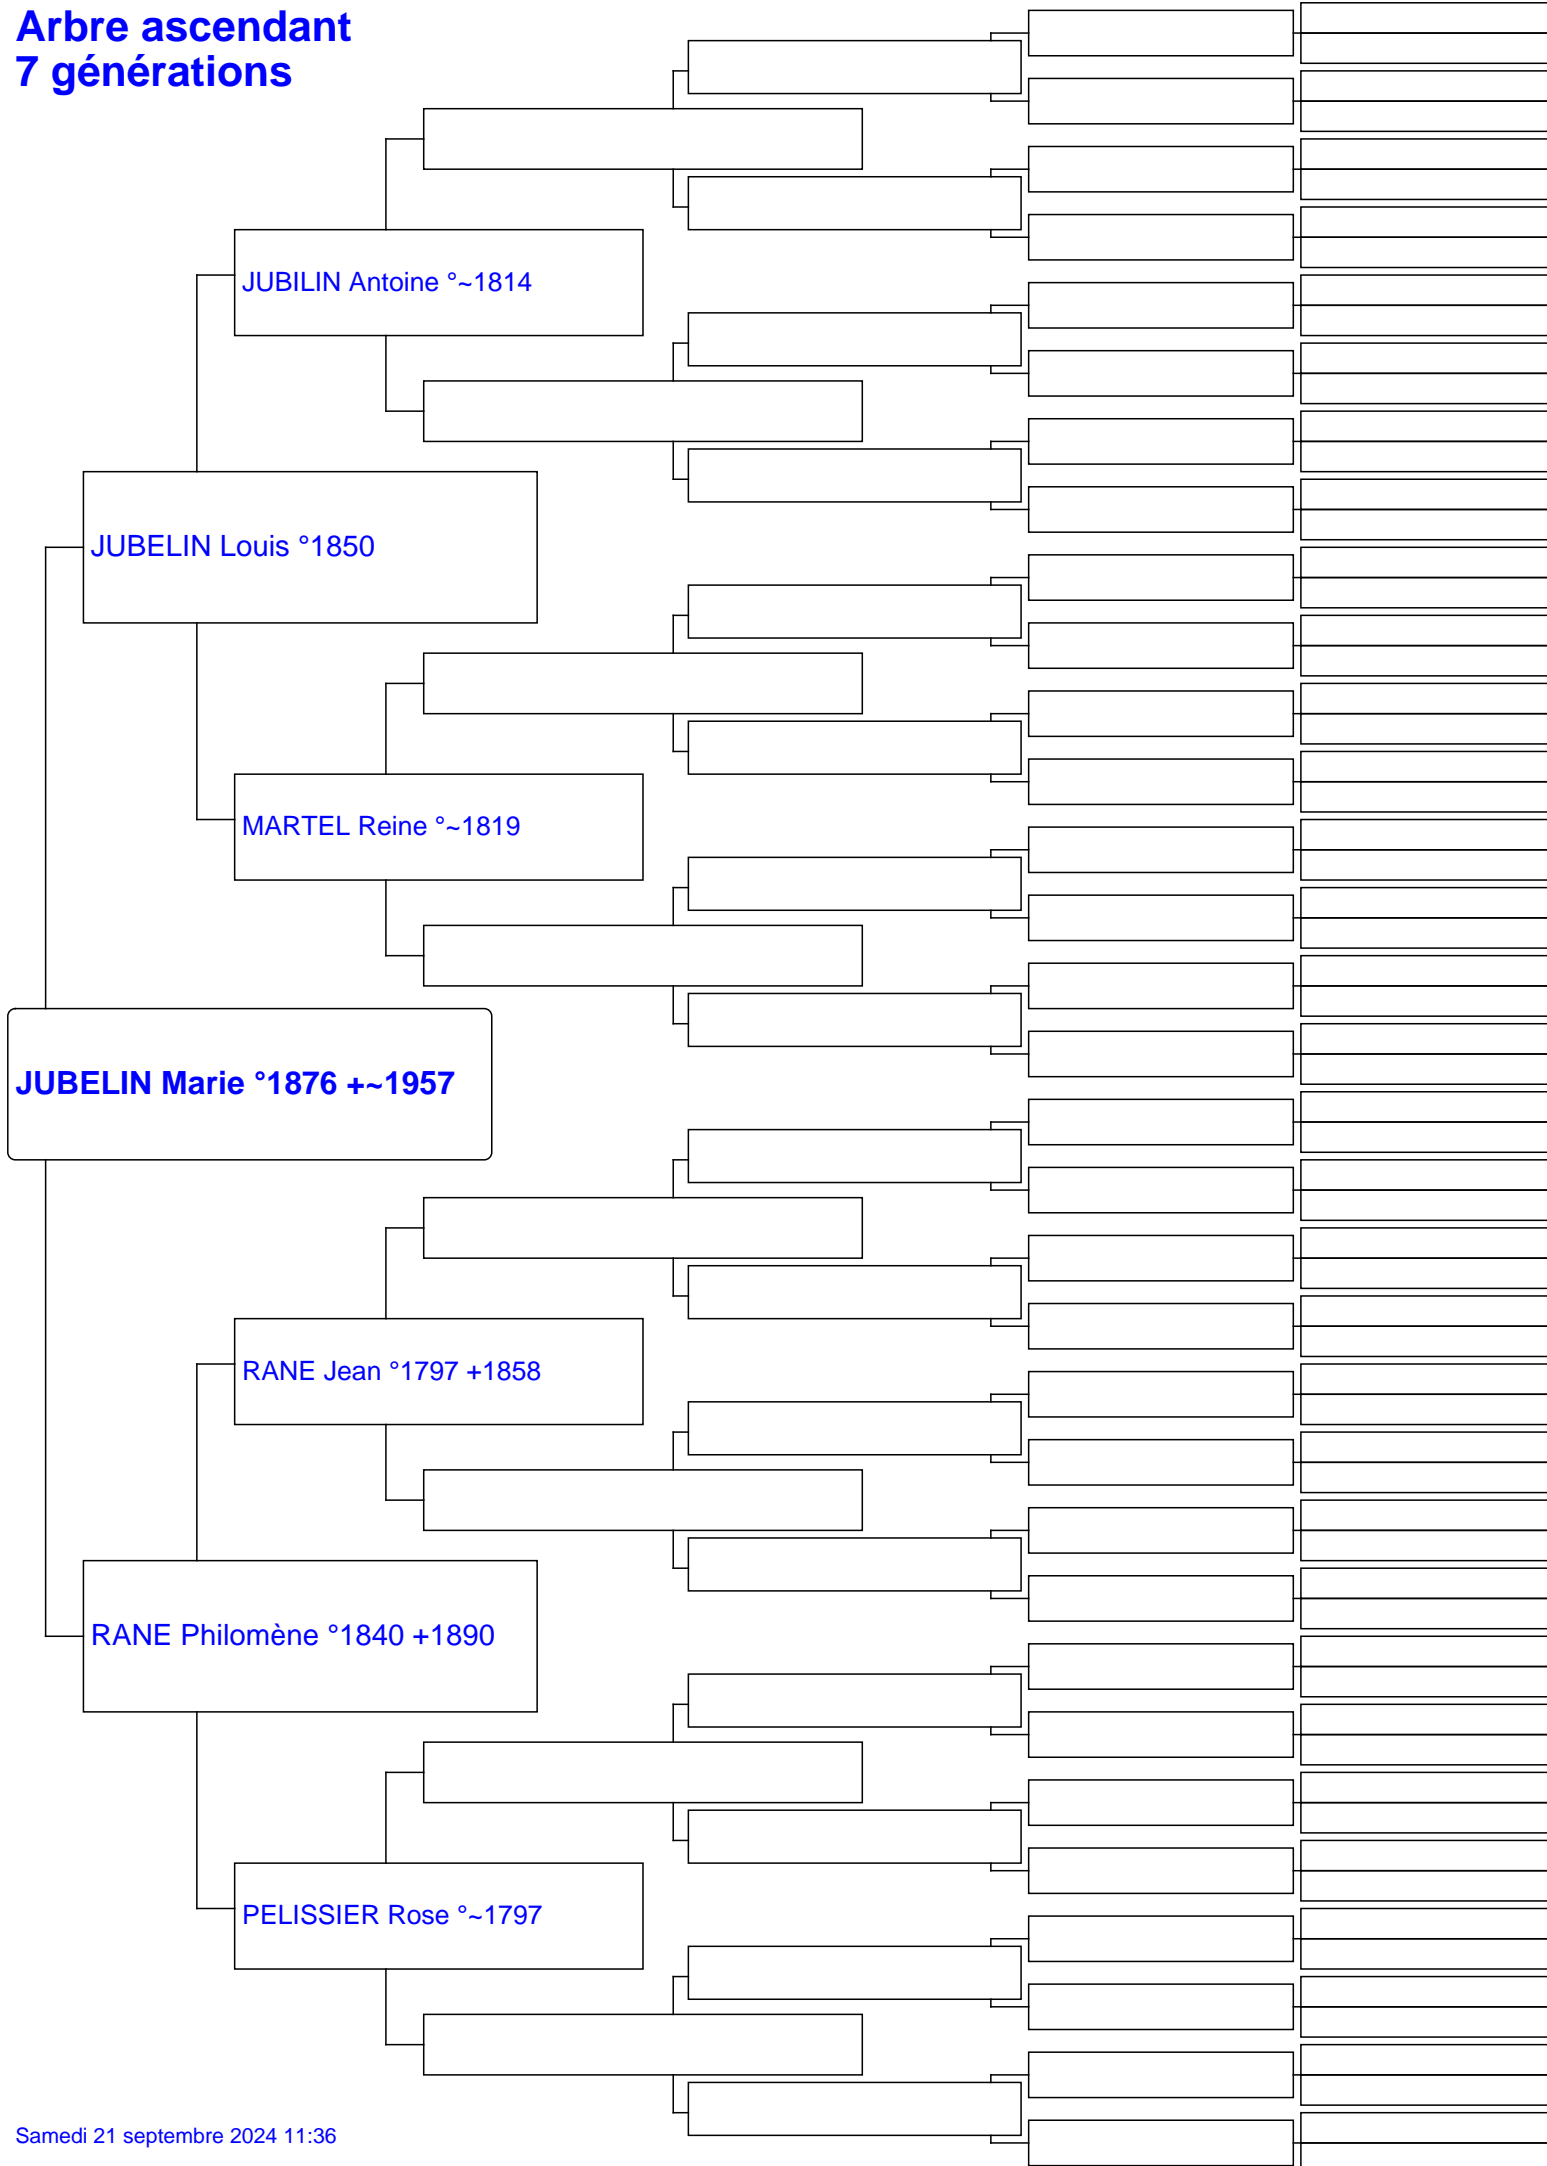 Arbre ascendant
7 générations
JUBILIN Antoine °~1814
JUBELIN Louis °1850
MARTEL Reine °~1819
JUBELIN Marie °1876 +~1957
RANE Jean °1797 +1858
RANE Philomène °1840 +1890
PELISSIER Rose °~1797
Samedi 21 septembre 2024 11:36